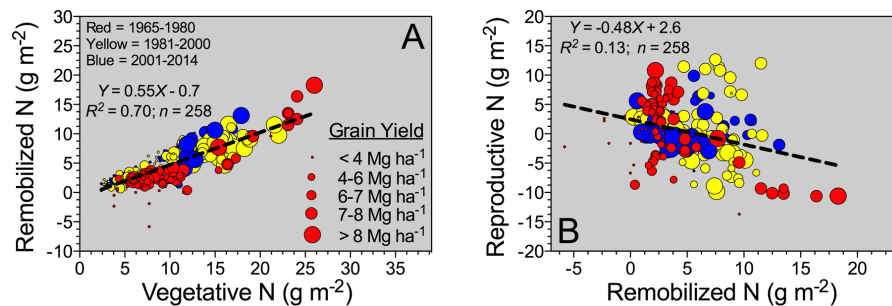 A
Red = 1965-1980
Yellow = 1981-2000
Blue = 2001-2014
Y = 0.55X - 0.7
R² = 0.70; n = 258
Grain Yield
< 4 Mg ha⁻¹
4-6 Mg ha⁻¹
6-7 Mg ha⁻¹
7-8 Mg ha⁻¹
> 8 Mg ha⁻¹
Remobilized N (g m⁻²)
30
25
20
15
10
5
0
-5
-10
0 5 10 15 20 25 30 35
Vegetative N (g m⁻²)
B
Y = -0.48X + 2.6
R² = 0.13; n = 258
Reproductive N (g m⁻²)
20
15
10
5
0
-5
-10
-15
-20
-5 0 5 10 15 20
Remobilized N (g m⁻²)